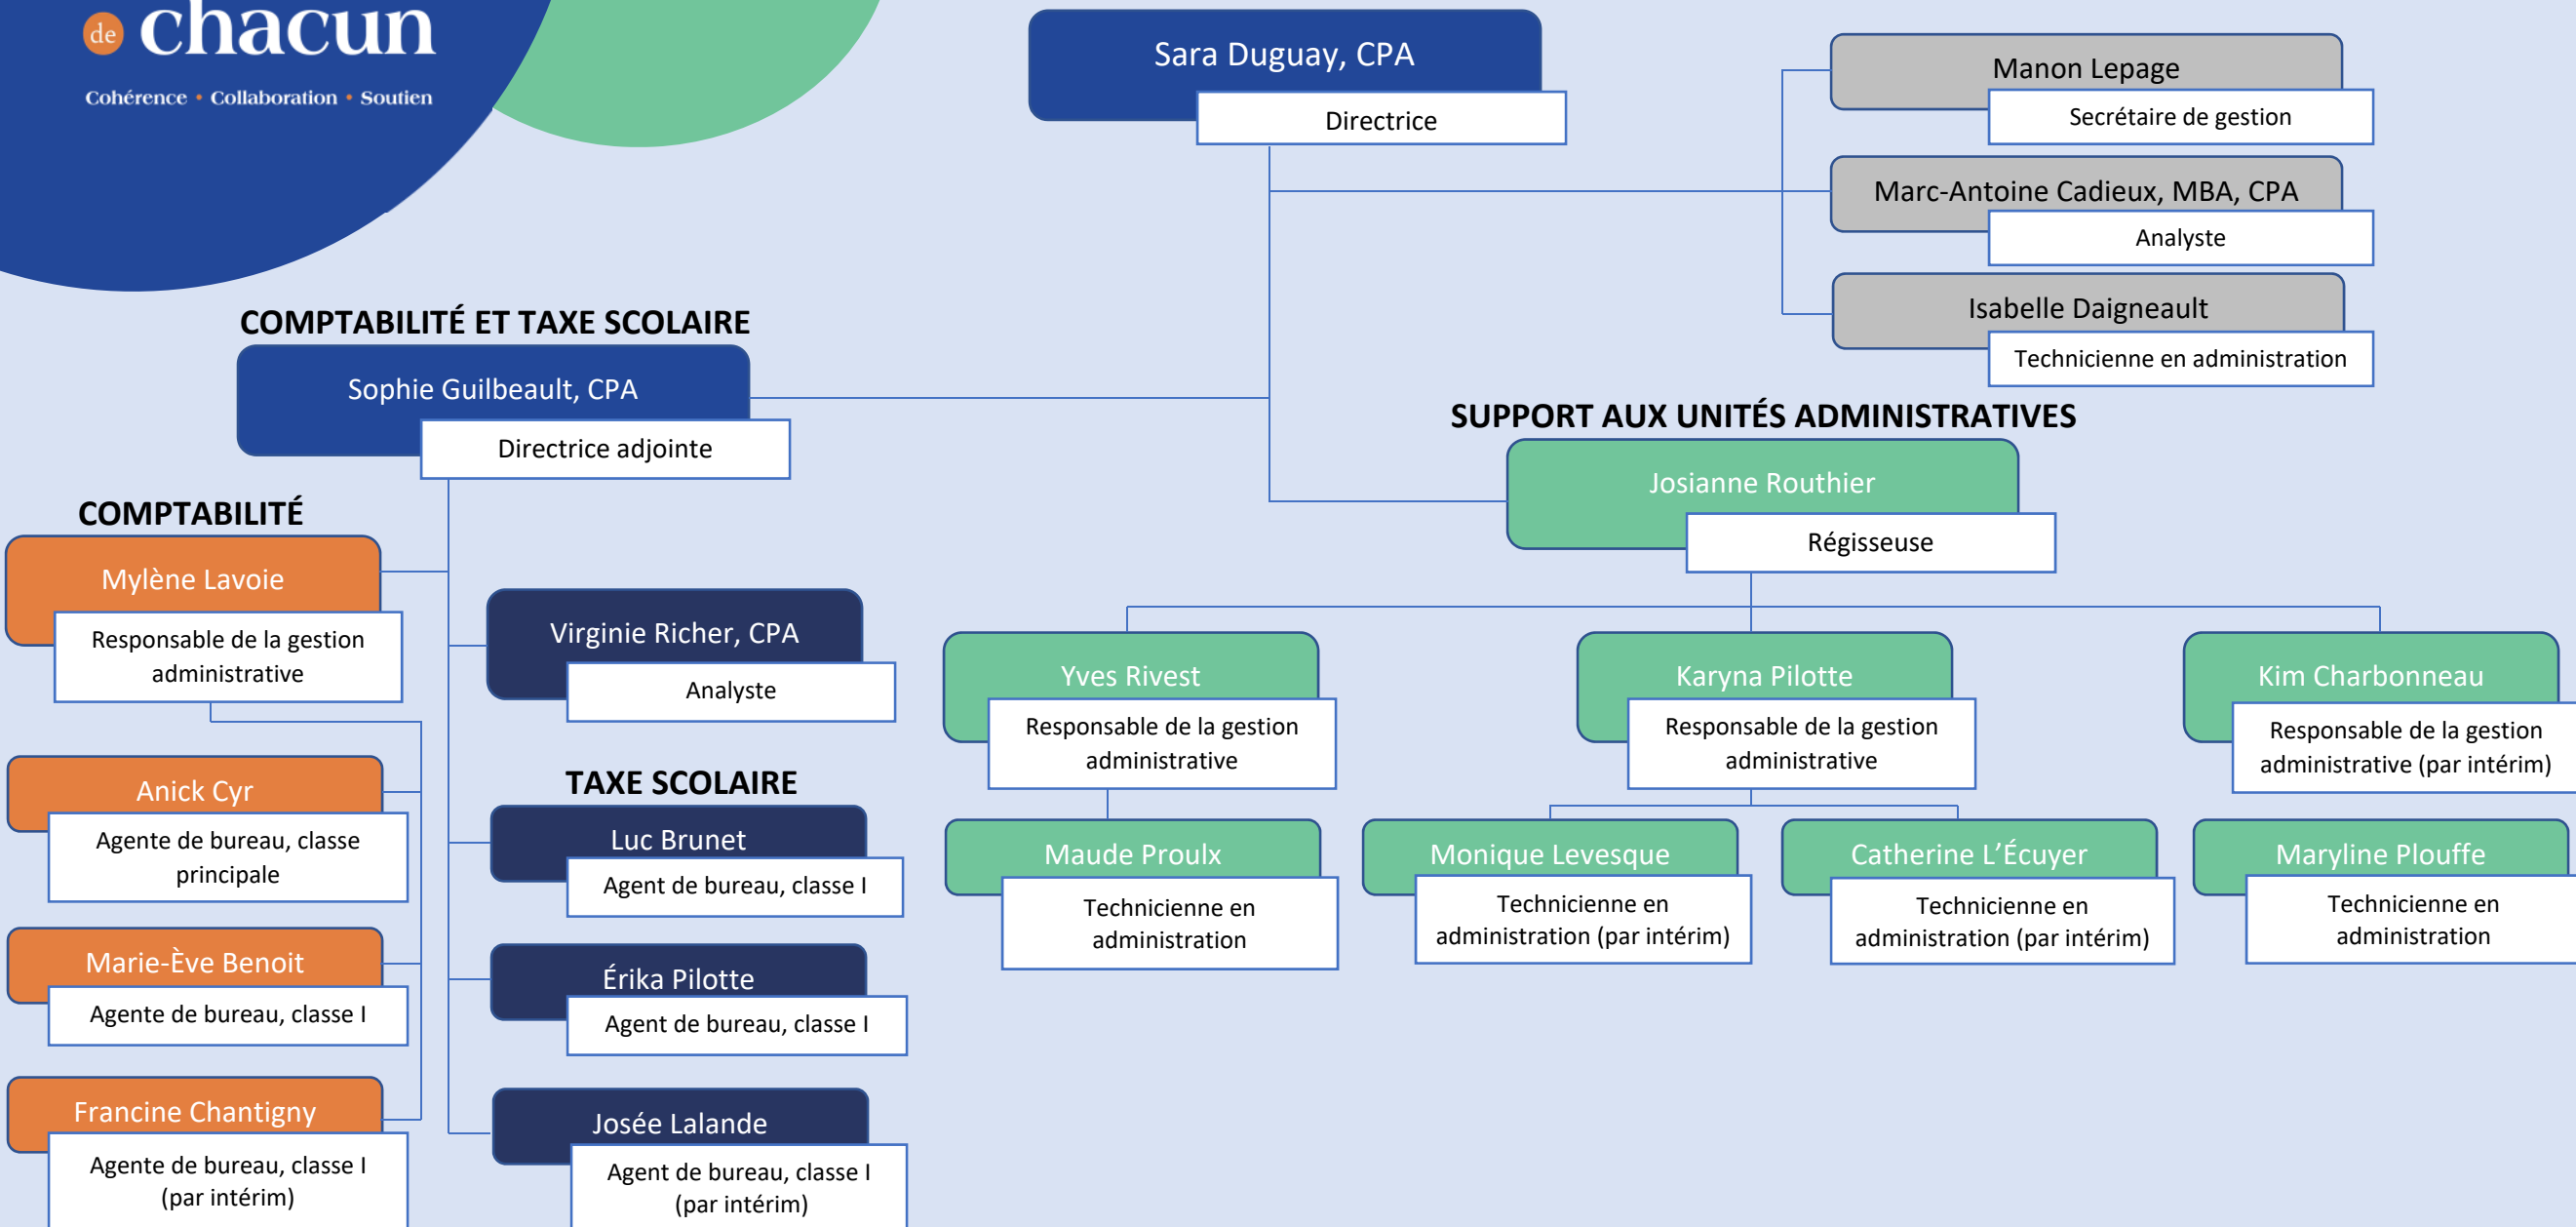 de chacun
Cohérence • Collaboration • Soutien
Sara Duguay, CPA
Directrice
Manon Lepage
Secrétaire de gestion
Marc-Antoine Cadieux, MBA, CPA
Analyste
Isabelle Daigneault
Technicienne en administration
COMPTABILITÉ ET TAXE SCOLAIRE
Sophie Guilbeault, CPA
Directrice adjointe
COMPTABILITÉ
Mylène Lavoie
Responsable de la gestion
administrative
Anick Cyr
Agente de bureau, classe
principale
Marie-Ève Benoit
Agente de bureau, classe I
Francine Chantigny
Agente de bureau, classe I
(par intérim)
Virginie Richer, CPA
Analyste
TAXE SCOLAIRE
Luc Brunet
Agent de bureau, classe I
Érika Pilotte
Agent de bureau, classe I
Josée Lalande
Agent de bureau, classe I
(par intérim)
SUPPORT AUX UNITÉS ADMINISTRATIVES
Josianne Routhier
Régisseuse
Yves Rivest
Responsable de la gestion
administrative
Maude Proulx
Technicienne en
administration
Karyna Pilotte
Responsable de la gestion
administrative
Monique Levesque
Technicienne en
administration (par intérim)
Catherine L'Écuyer
Technicienne en
administration (par intérim)
Kim Charbonneau
Responsable de la gestion
administrative (par intérim)
Maryline Plouffe
Technicienne en
administration